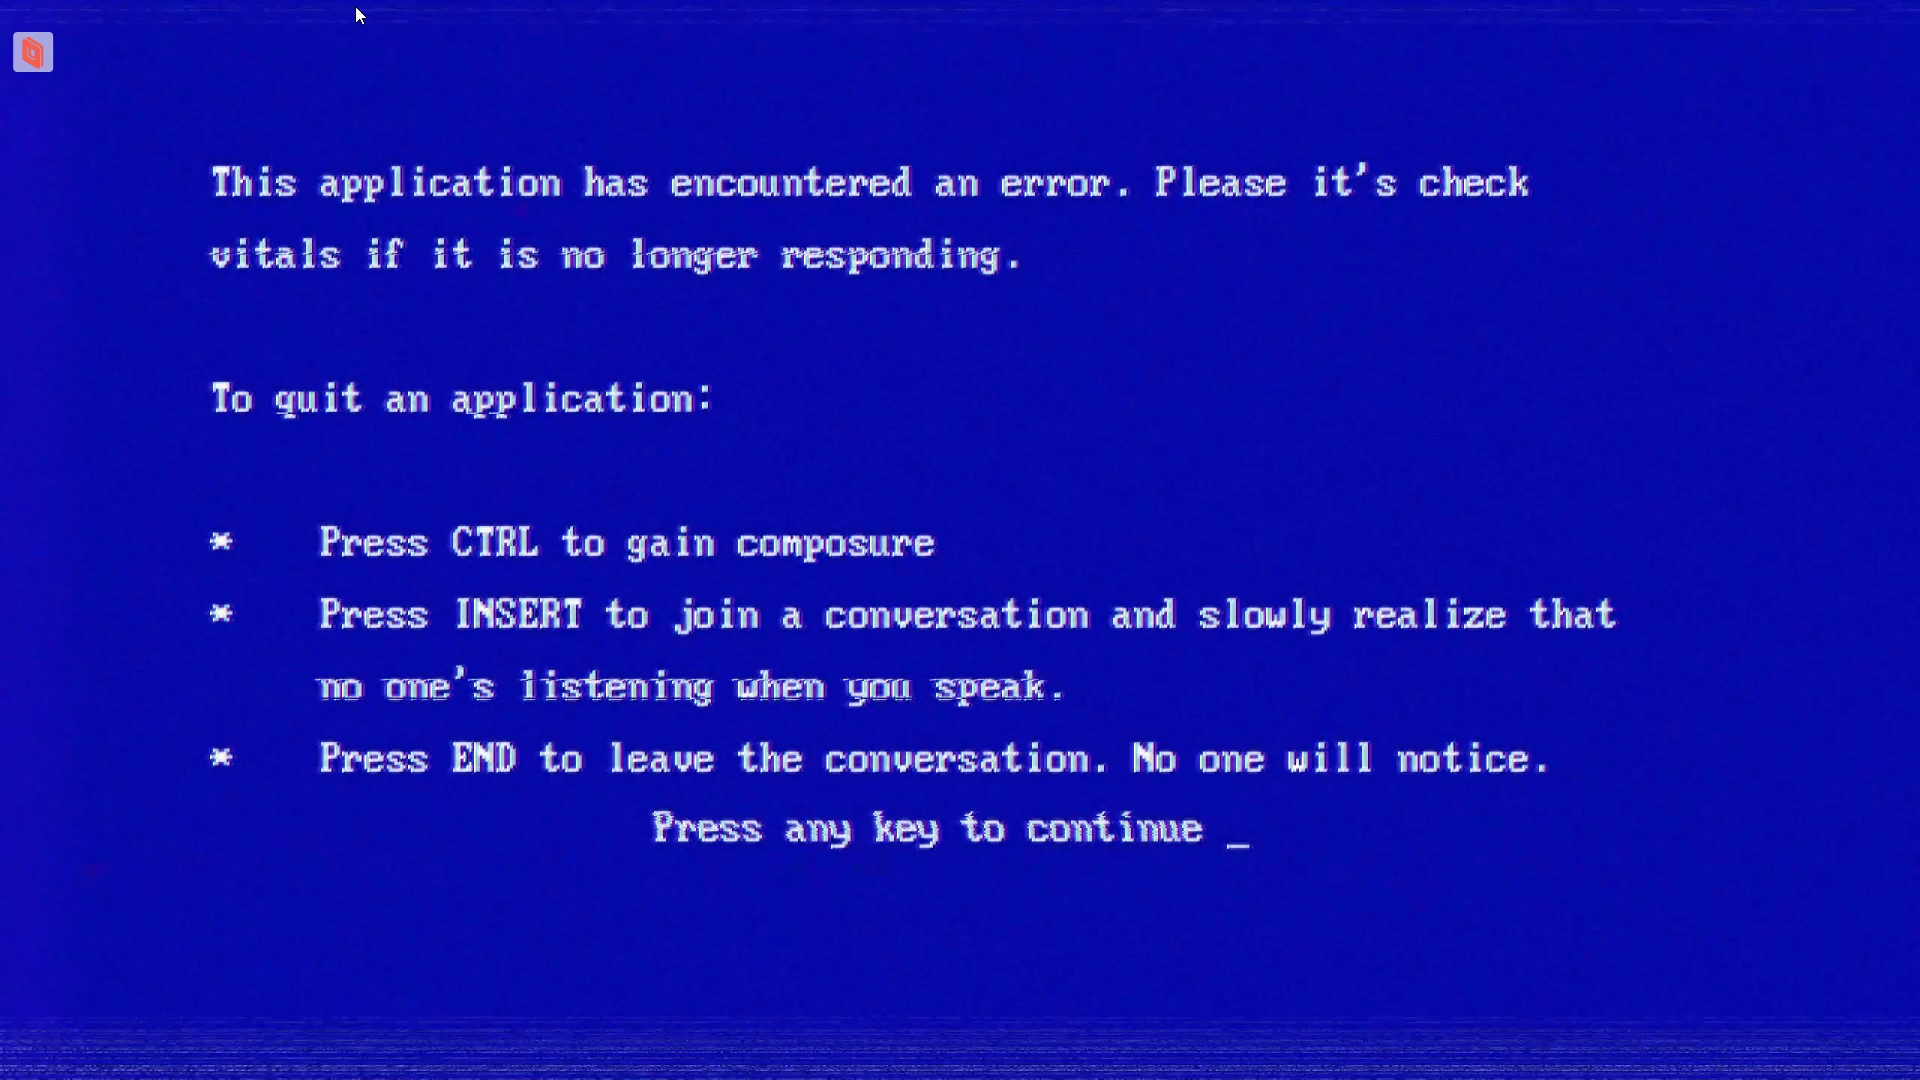 This application has encountered an error. Please it's check
vitals if it is no longer responding.
To quit an application:
* Press CTRL to gain composure
* Press INSERT to join a conversation and slowly realize that
no one's listening when you speak.
* Press END to leave the conversation. No one will notice.
Press any key to continue _